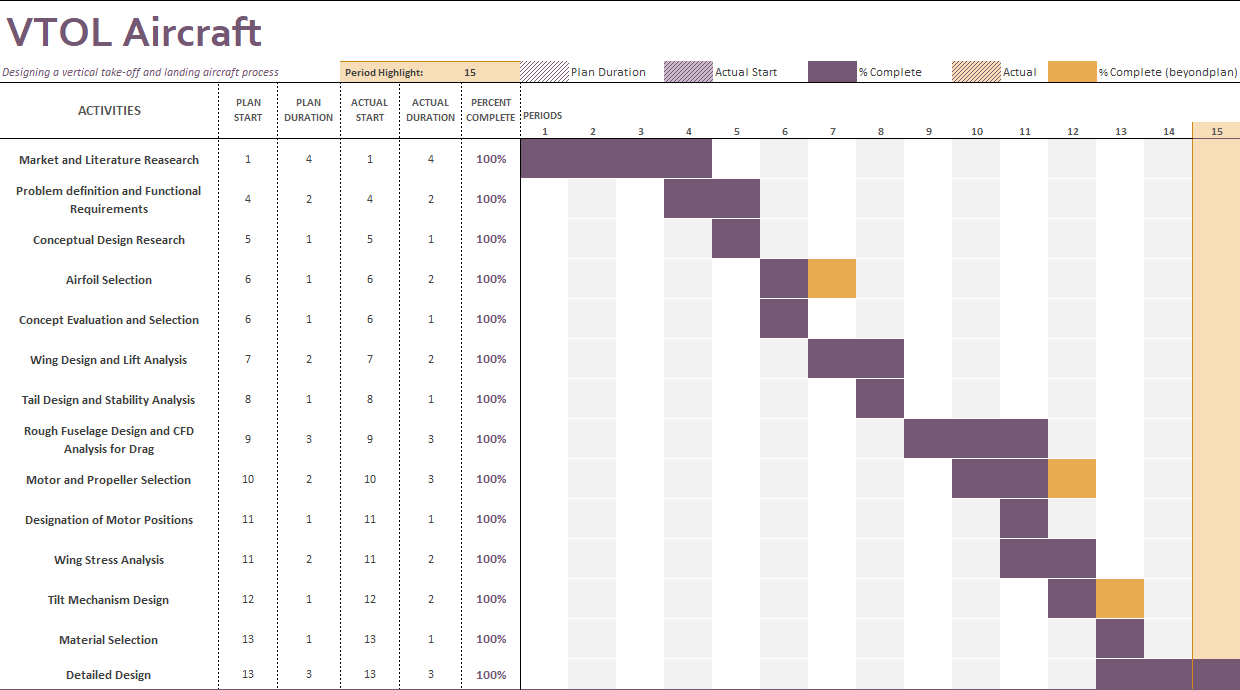 VTOL Aircraft
Designing a vertical take-off and landing aircraft process
Period Highlight: 15
Plan Duration
Actual Start
% Complete
Actual
% Complete (beyondplan)
ACTIVITIES
PLAN
START
PLAN
DURATION
ACTUAL
START
ACTUAL
DURATION
PERCENT
COMPLETE
PERIODS
1 2 3 4 5 6 7 8 9 10 11 12 13 14 15
Market and Literature Reasearch 1 4 1 4 100%
Problem definition and Functional
Requirements 4 2 4 2 100%
Conceptual Design Research 5 1 5 1 100%
Airfoil Selection 6 1 6 2 100%
Concept Evaluation and Selection 6 1 6 1 100%
Wing Design and Lift Analysis 7 2 7 2 100%
Tail Design and Stability Analysis 8 1 8 1 100%
Rough Fuselage Design and CFD
Analysis for Drag 9 3 9 3 100%
Motor and Propeller Selection 10 2 10 3 100%
Designation of Motor Positions 11 1 11 1 100%
Wing Stress Analysis 11 2 11 2 100%
Tilt Mechanism Design 12 1 12 2 100%
Material Selection 13 1 13 1 100%
Detailed Design 13 3 13 3 100%